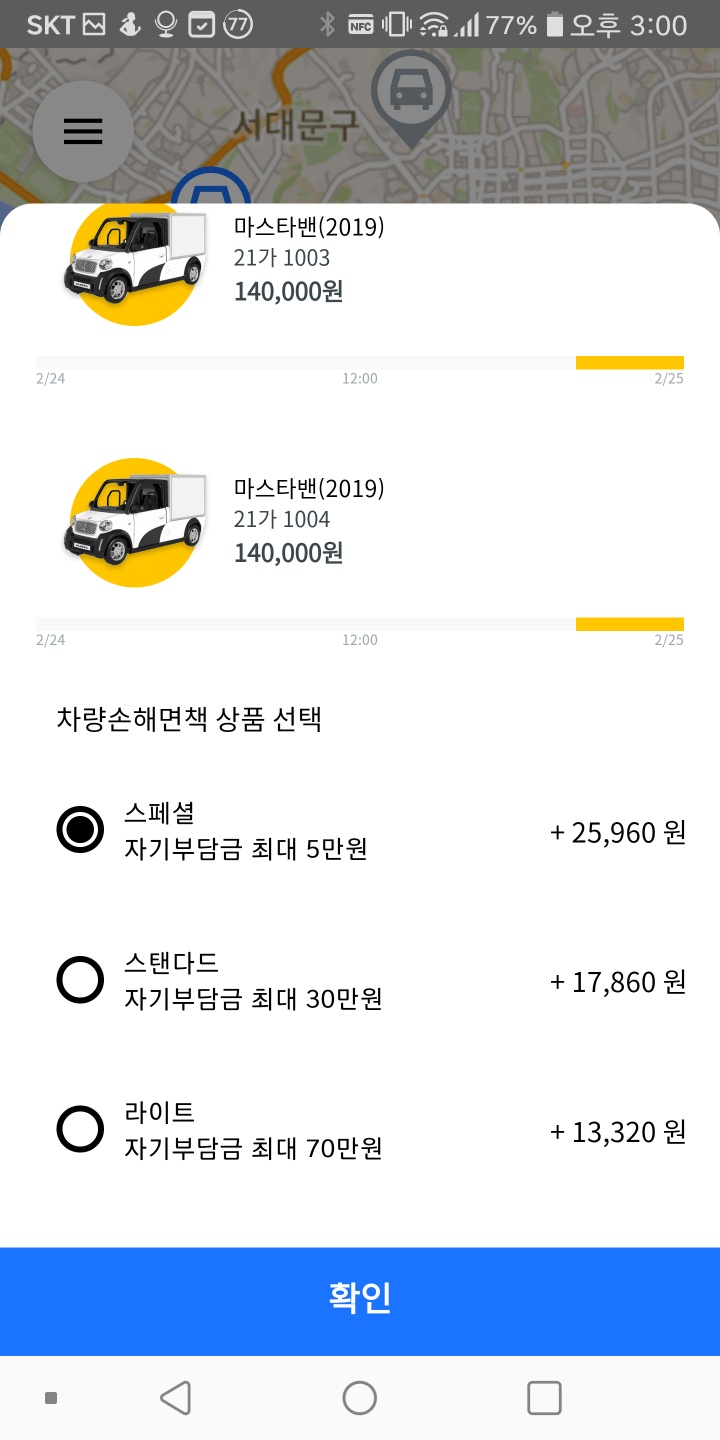 SKT 77 NFC 77% 오후 3:00
서대문구
마스타밴(2019)
21가 1003
140,000원
2/24 12:00 2/25
마스타밴(2019)
21가 1004
140,000원
2/24 12:00 2/25
차량손해면책 상품 선택
스페셜
자기부담금 최대 5만원
+ 25,960 원
스탠다드
자기부담금 최대 30만원
+ 17,860 원
라이트
자기부담금 최대 70만원
+ 13,320 원
확인